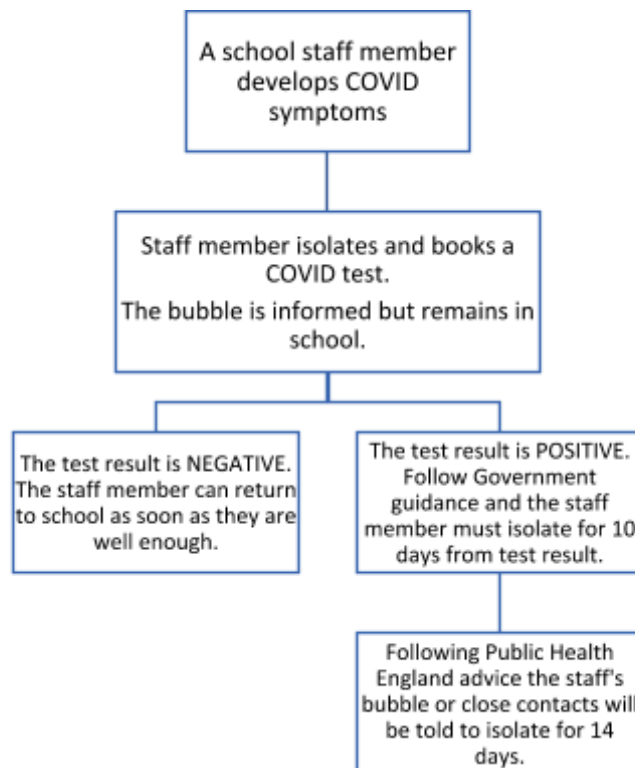 A school staff member
develops COVID
symptoms
Staff member isolates and books a
COVID test.
The bubble is informed but remains in
school.
The test result is NEGATIVE.
The staff member can return
to school as soon as they are
well enough.
The test result is POSITIVE.
Follow Government
guidance and the staff
member must isolate for 10
days from test result.
Following Public Health
England advice the staff's
bubble or close contacts will
be told to isolate for 14
days.